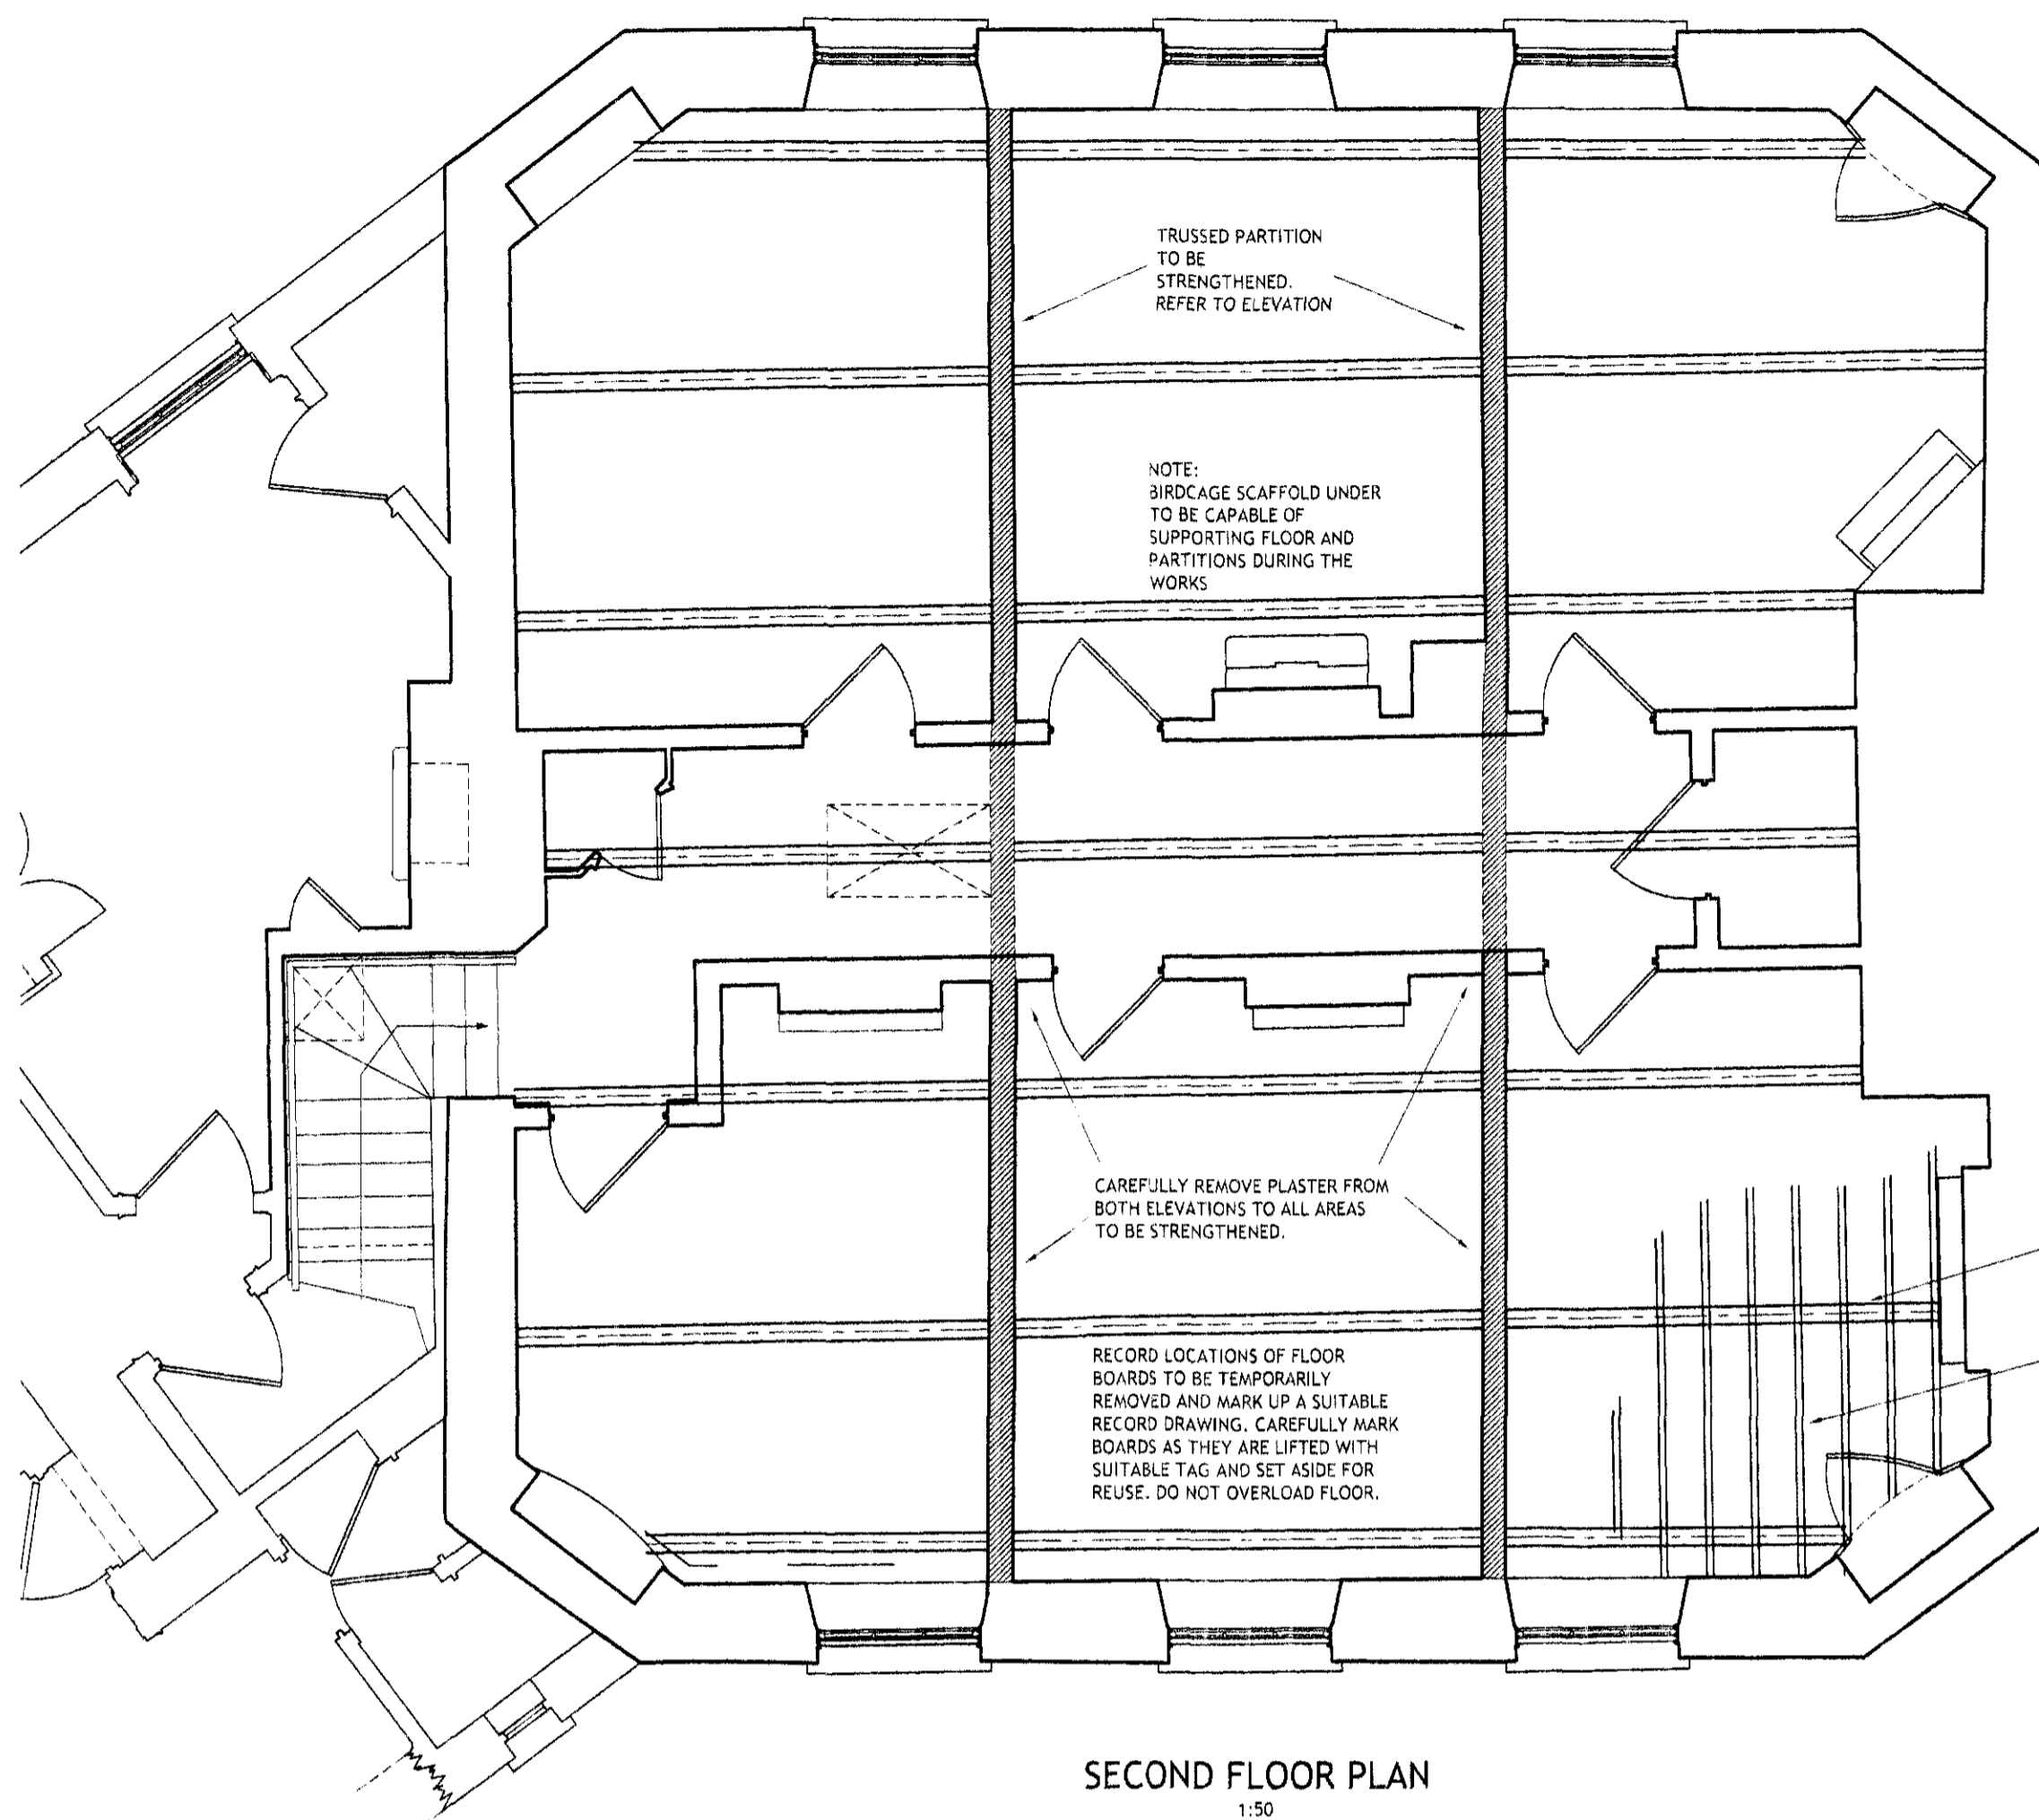 TRUSSED PARTITION
TO BE
STRENGTHENED.
REFER TO ELEVATION
NOTE:
BIRDCAGE SCAFFOLD UNDER
TO BE CAPABLE OF
SUPPORTING FLOOR AND
PARTITIONS DURING THE
WORKS
CAREFULLY REMOVE PLASTER FROM
BOTH ELEVATIONS TO ALL AREAS
TO BE STRENGTHENED.
RECORD LOCATIONS OF FLOOR
BOARDS TO BE TEMPORARILY
REMOVED AND MARK UP A SUITABLE
RECORD DRAWING. CAREFULLY MARK
BOARDS AS THEY ARE LIFTED WITH
SUITABLE TAG AND SET ASIDE FOR
REUSE. DO NOT OVERLOAD FLOOR.
SECOND FLOOR PLAN
1:50